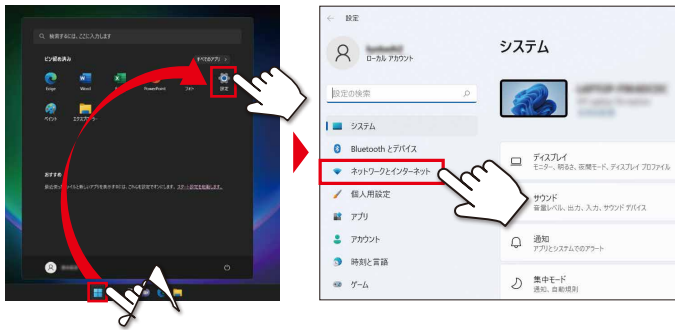 検索するには、ここに入力します
ピン留め済み
すべてのアプリ >
Edge
Word
PowerPoint
設定
ペイント
エクスプローラー
おすすめ
← 設定
ローカル アカウント
設定の検索
システム
Bluetooth とデバイス
ネットワークとインターネット
個人用設定
アプリ
アカウント
時刻と言語
ゲーム
システム
ディスプレイ
モニター、明るさ、夜間モード、ディスプレイ プロファイル
サウンド
音量レベル、出力、入力、サウンド デバイス
通知
アプリとシステムでのアラート
集中モード
通知、自動規則